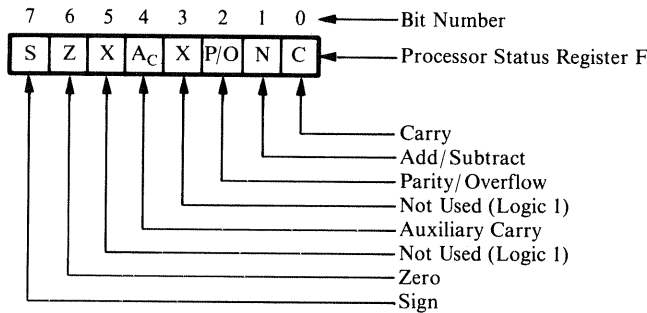 7 6 5 4 3 2 1 0 Bit Number
S Z X AC X P/O N C Processor Status Register F
Carry
Add/Subtract
Parity/Overflow
Not Used (Logic 1)
Auxiliary Carry
Not Used (Logic 1)
Zero
Sign